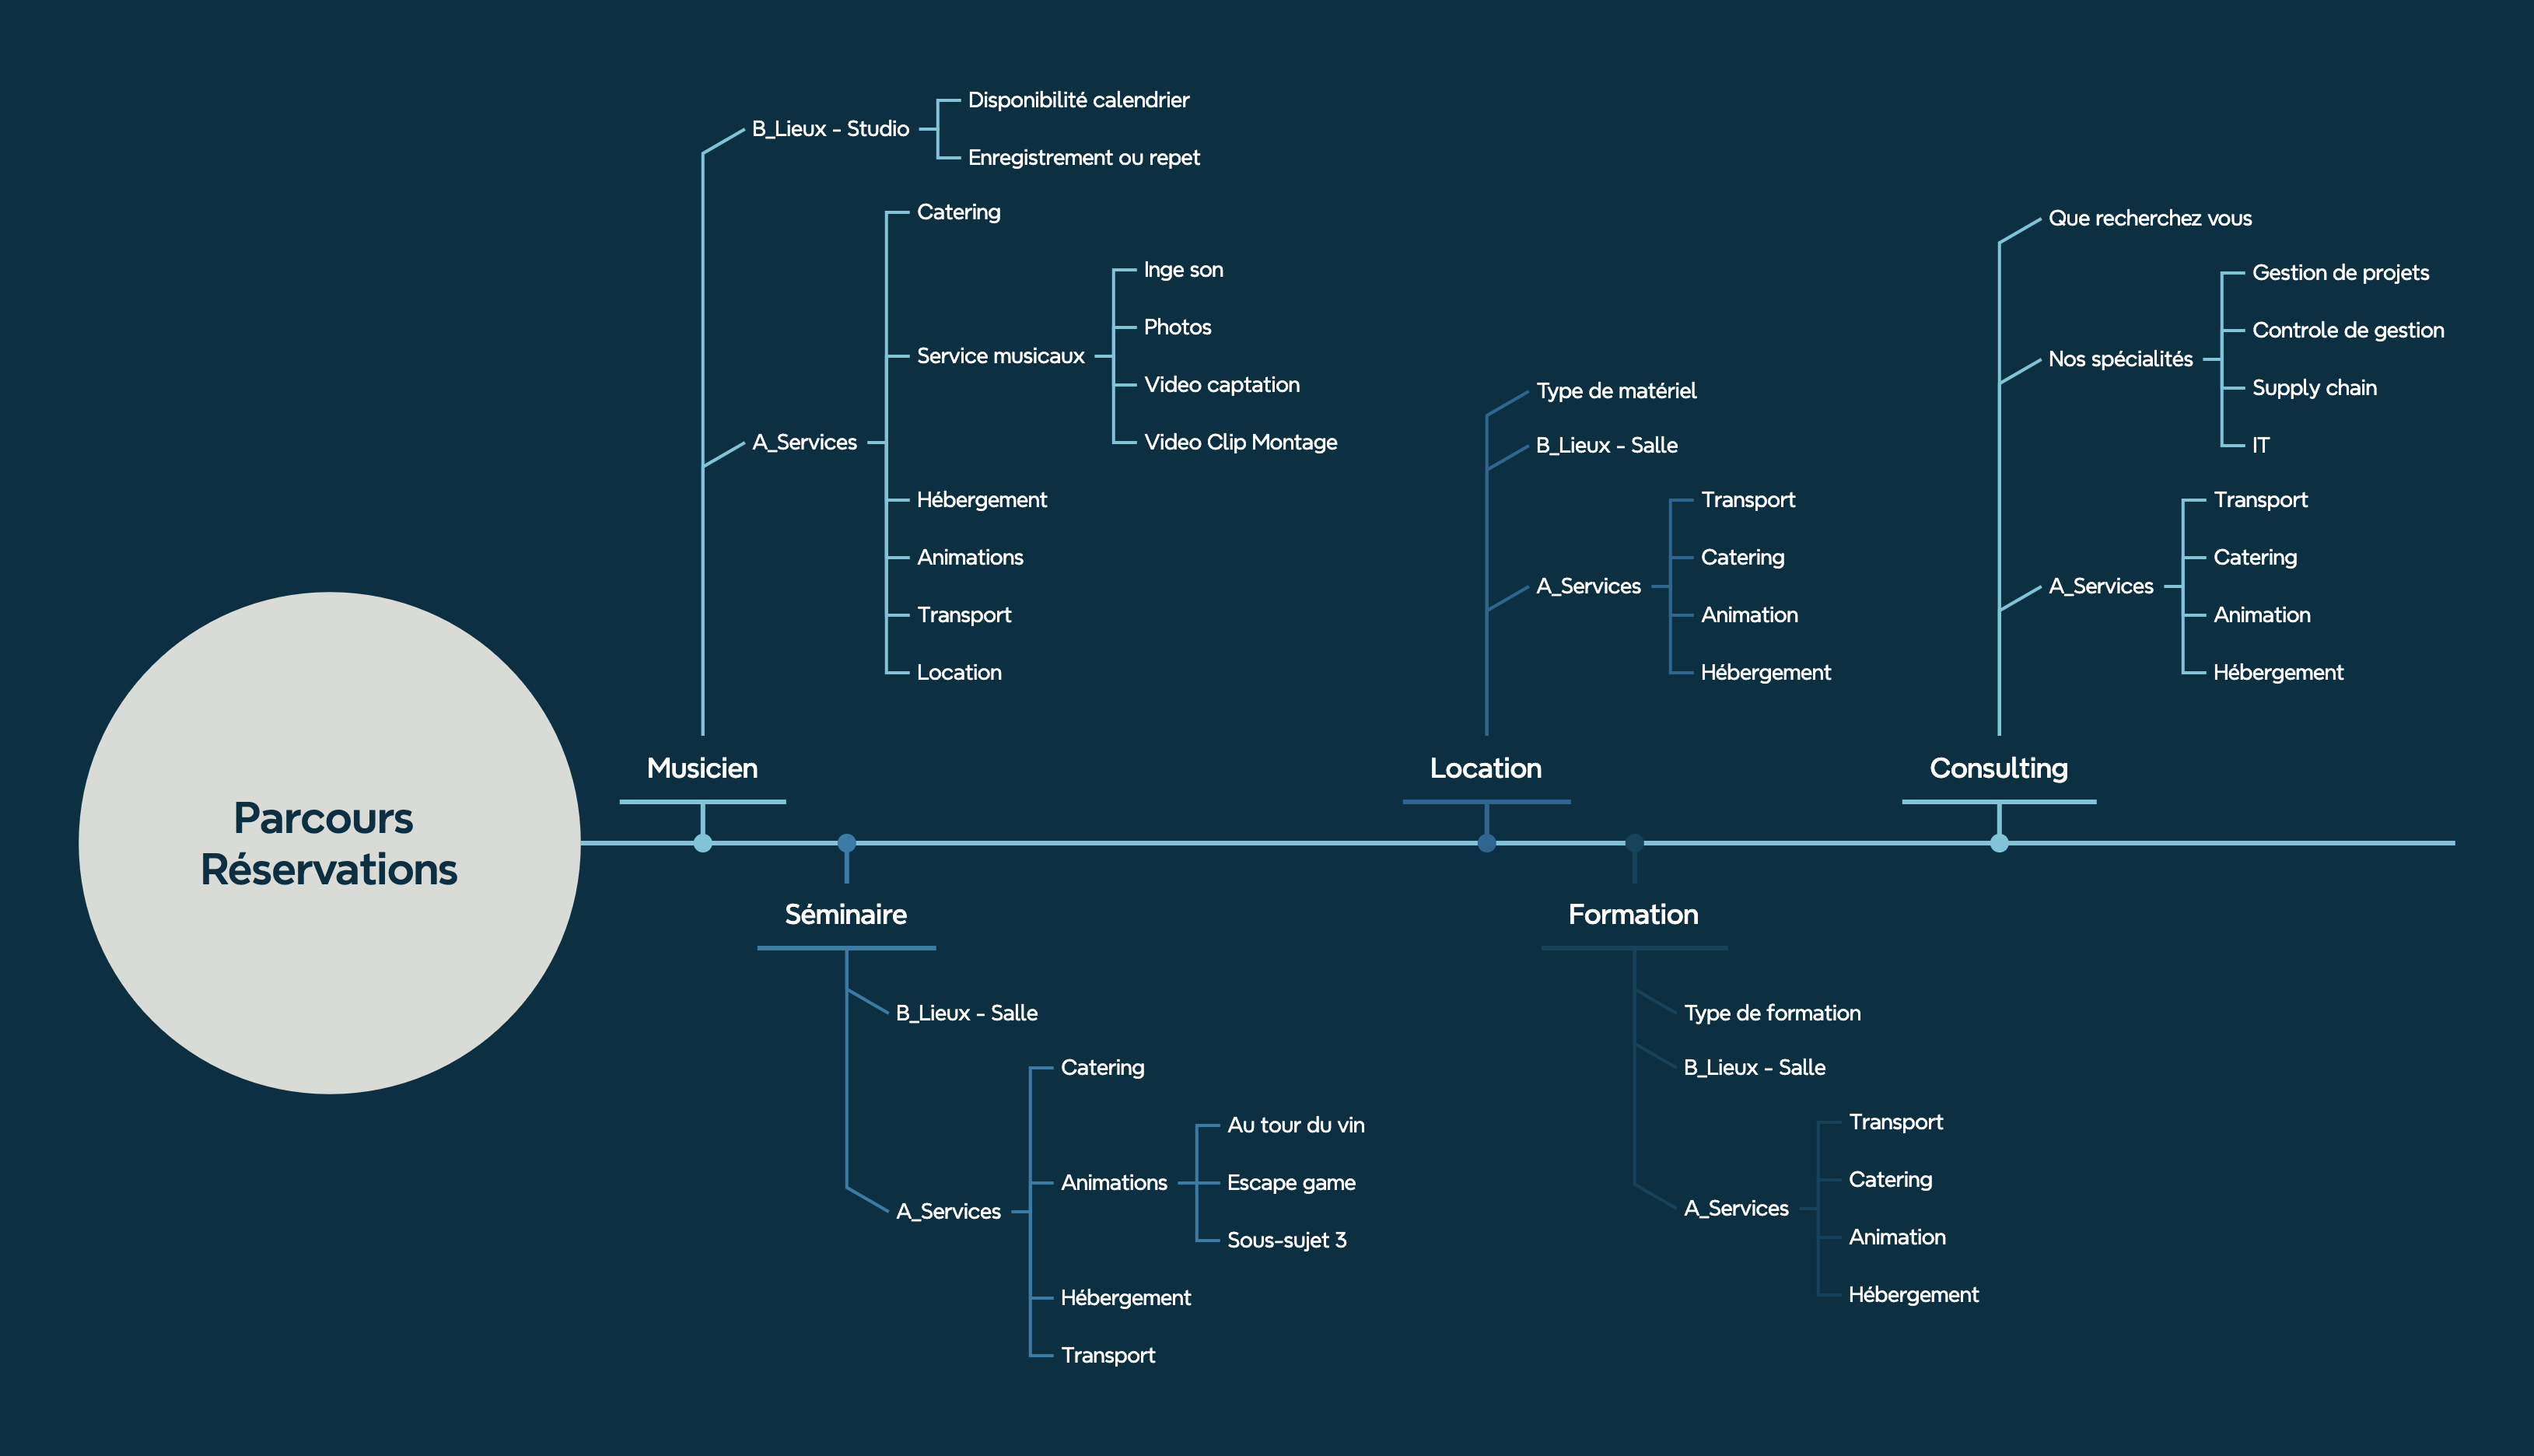 Parcours
Réservations
Musicien
B_Lieux - Studio
Disponibilité calendrier
Enregistrement ou repet
A_Services
Catering
Service musicaux
Inge son
Photos
Video captation
Video Clip Montage
Hébergement
Animations
Transport
Location
Séminaire
B_Lieux - Salle
A_Services
Catering
Animations
Au tour du vin
Escape game
Sous-sujet 3
Hébergement
Transport
Location
Type de matériel
B_Lieux - Salle
A_Services
Transport
Catering
Animation
Hébergement
Formation
Type de formation
B_Lieux - Salle
A_Services
Transport
Catering
Animation
Hébergement
Consulting
Que recherchez vous
Nos spécialités
Gestion de projets
Controle de gestion
Supply chain
IT
A_Services
Transport
Catering
Animation
Hébergement